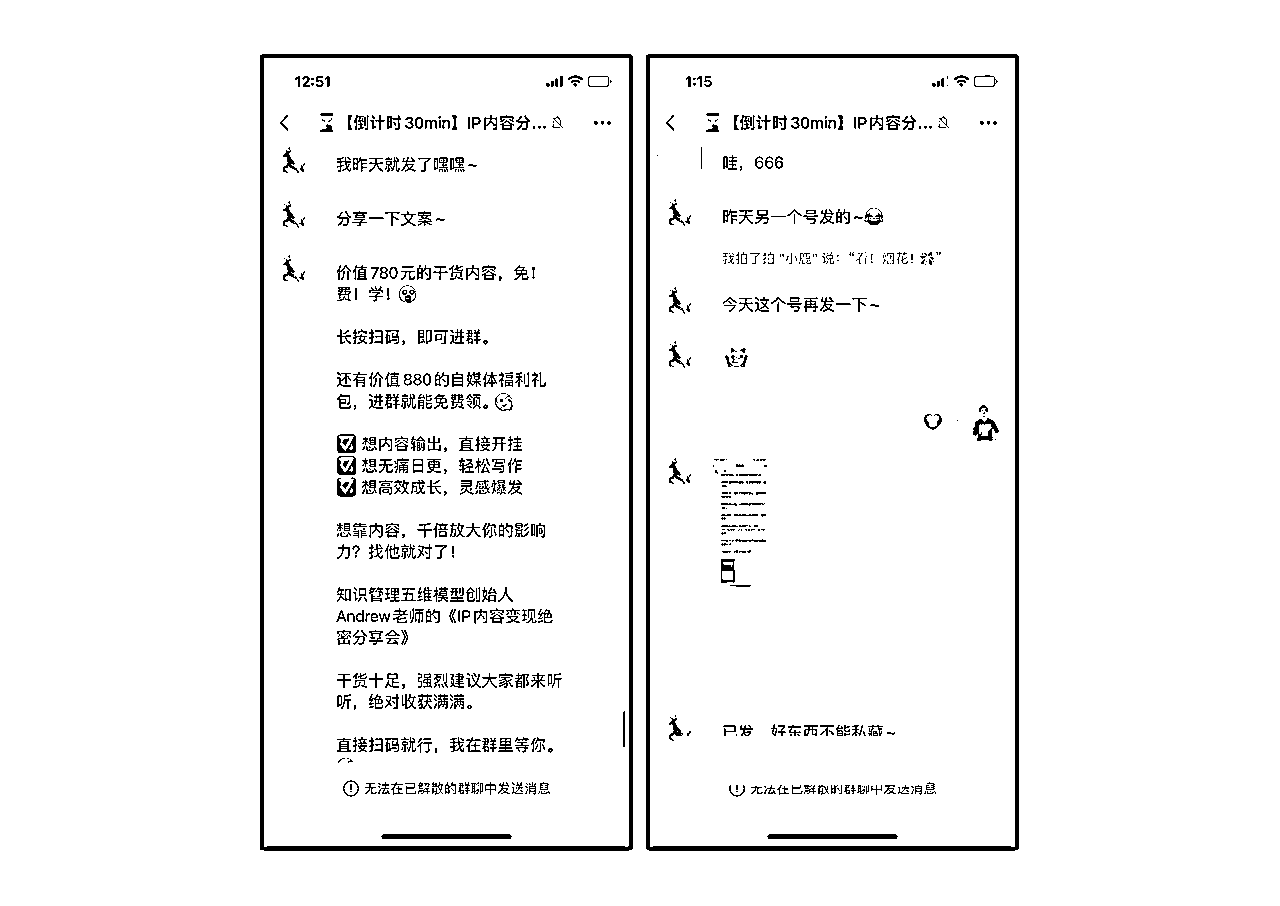 12:51
【倒计时30min】IP内容分...
我昨天就发了嘿嘿~
分享一下文案~
价值780元的干货内容，免！
费！学！
长按扫码，即可进群。
还有价值880的自媒体福利礼
包，进群就能免费领。
想内容输出，直接开挂
想无痛日更，轻松写作
想高效成长，灵感爆发
想靠内容，千倍放大你的影响
力？找他就对了！
知识管理五维模型创始人
Andrew老师的《IP内容变现绝
密分享会》
干货十足，强烈建议大家都来听
听，绝对收获满满。
直接扫码就行，我在群里等你。
无法在已解散的群聊中发送消息
1:15
【倒计时30min】IP内容分...
哇，666
昨天另一个号发的~
我拍了拍"小鹿"说：“看！烟花！”
今天这个号再发一下~
已发 好东西不能私藏~
无法在已解散的群聊中发送消息